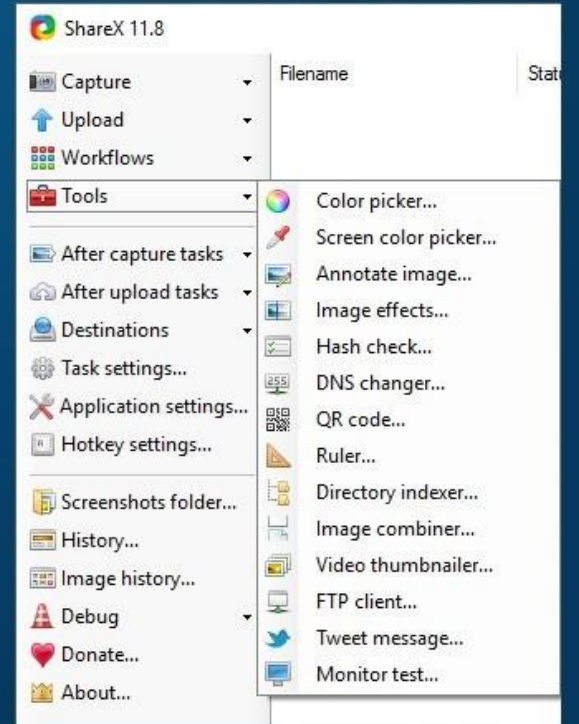 ShareX 11.8
Filename Stat
Capture
Upload
Workflows
Tools
After capture tasks
After upload tasks
Destinations
Task settings...
Application settings...
Hotkey settings...
Screenshots folder...
History...
Image history...
Debug
Donate...
About...
Color picker...
Screen color picker...
Annotate image...
Image effects...
Hash check...
255
DNS changer...
QR code...
Ruler...
Directory indexer...
Image combiner...
Video thumbnailer...
FTP client...
Tweet message...
Monitor test...